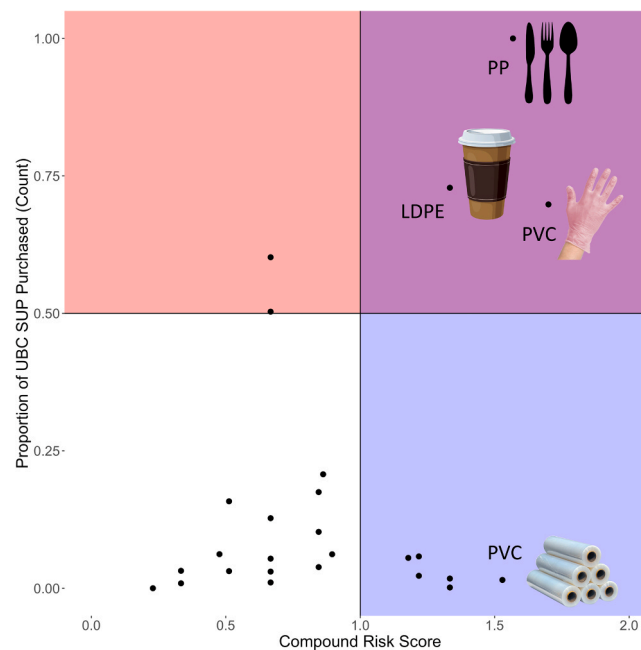 Proportion of UBC SUP Purchased (Count)
1.00
PP
0.75
LDPE
PVC
0.50
0.25
PVC
0.00
0.0
0.5
1.0
1.5
2.0
Compound Risk Score